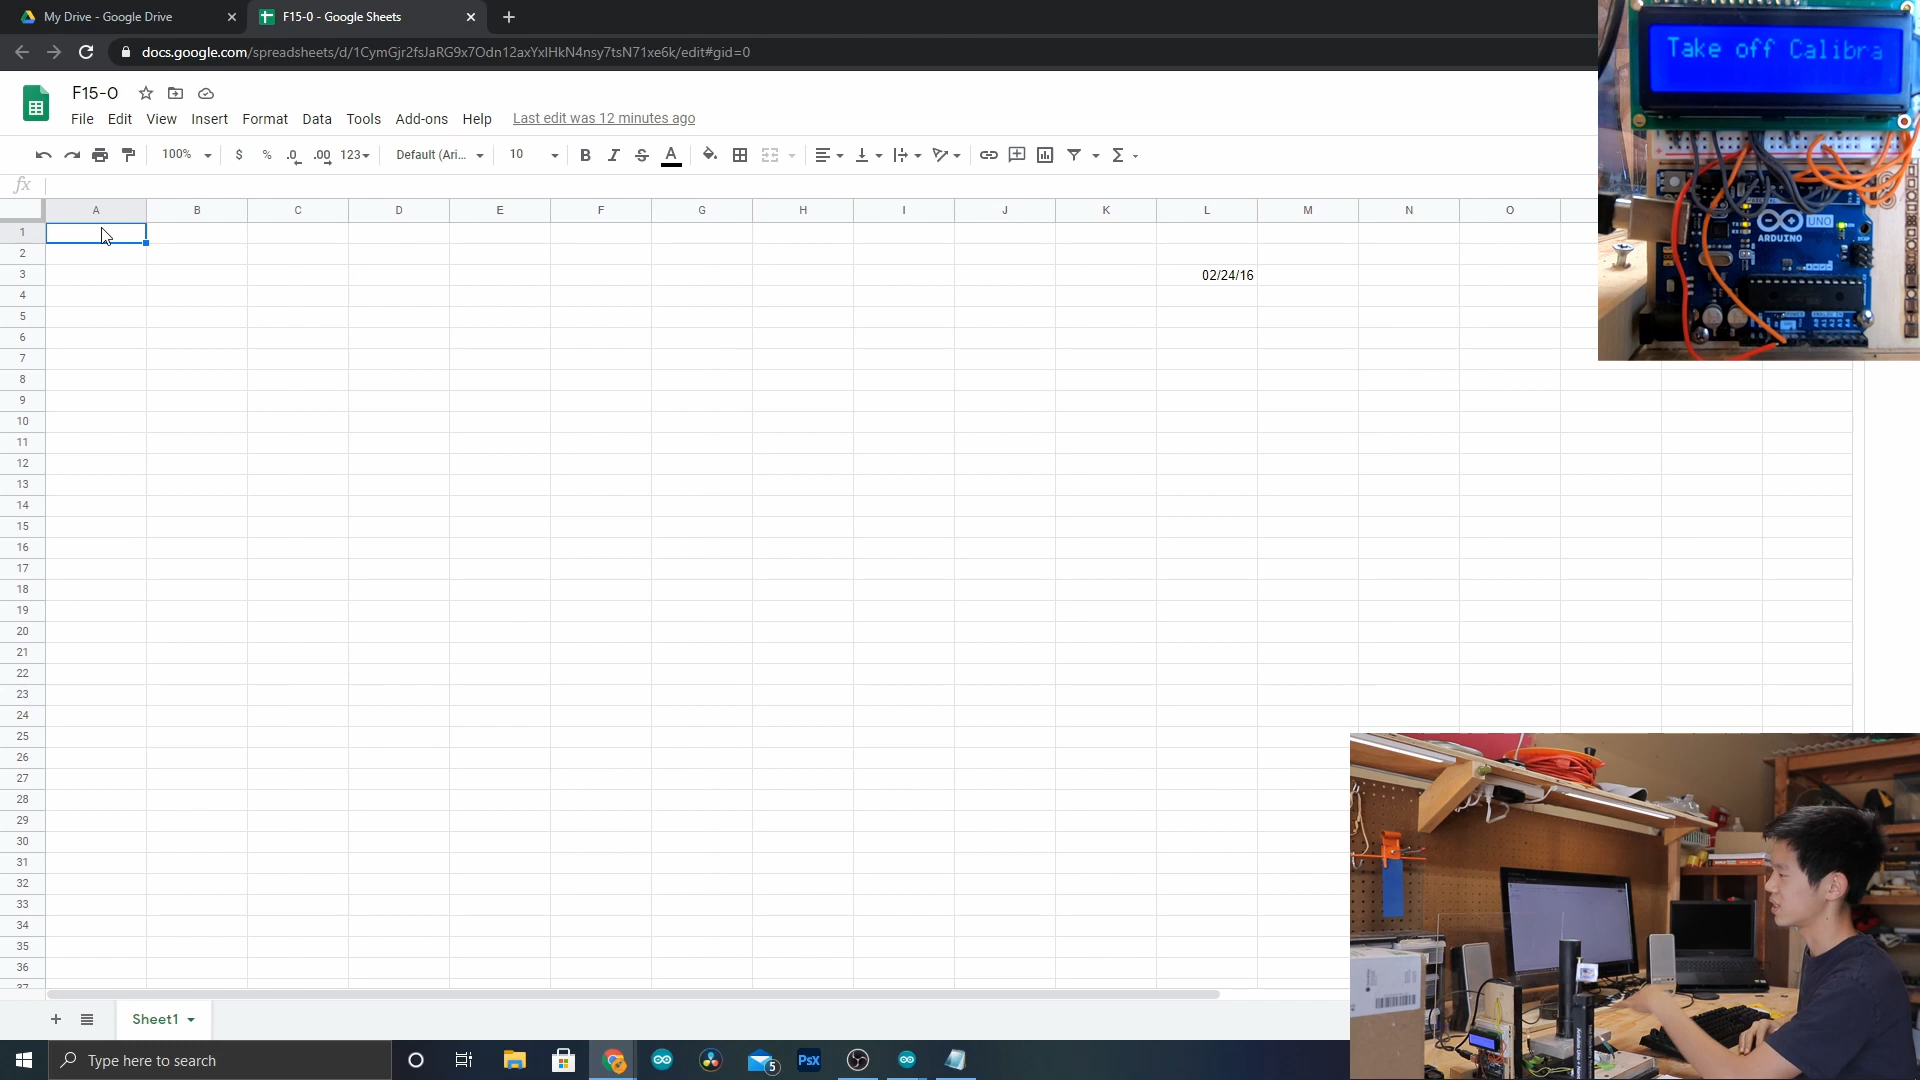 My Drive - Google Drive
F15-0 - Google Sheets
docs.google.com/spreadsheets/d/1CymGjr2fsJaRG9x7Odn12axYxlHkN4nsy7tsN71xe6k/edit#gid=0
F15-0
File Edit View Insert Format Data Tools Add-ons Help Last edit was 12 minutes ago
100% $ % .0 .00 123 Default (Ari... 10 B I S A Σ
fx
A B C D E F G H I J K L M N O
1
2
3 02/24/16
4
5
6
7
8
9
10
11
12
13
14
15
16
17
18
19
20
21
22
23
24
25
26
27
28
29
30
31
32
33
34
35
36
37
Sheet1
Type here to search
PsX
5
Take off Calibra
UNO
ARDUINO